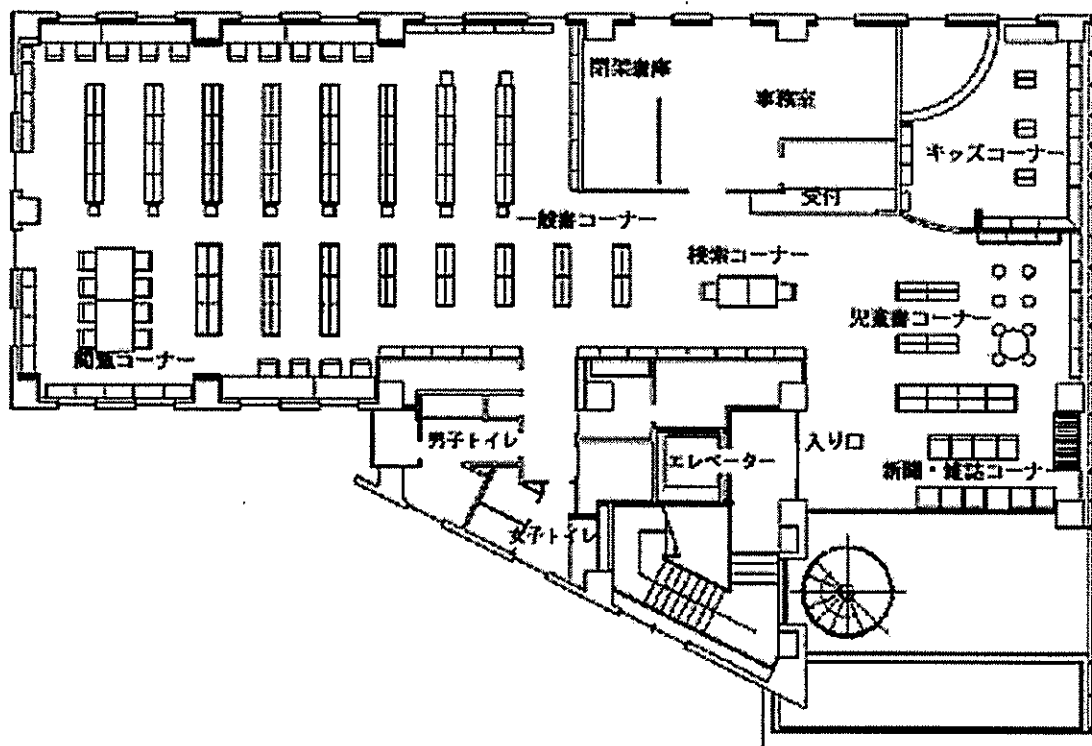 閉架書庫
事務室
キッズコーナー
受付
一般書コーナー
検索コーナー
児童書コーナー
閲覧コーナー
男子トイレ
エレベーター
入り口
新聞・雑誌コーナー
女子トイレ